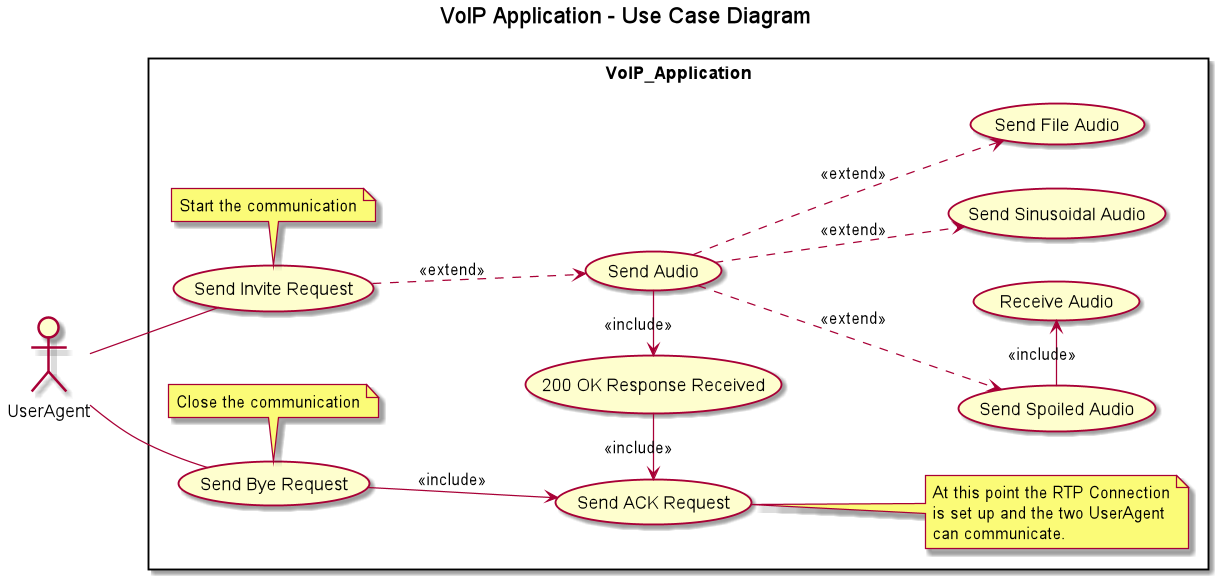 VoIP Application - Use Case Diagram
VoIP_Application
Send File Audio
«extend»
Start the communication
Send Sinusoidal Audio
«extend»
Send Audio
«extend»
Send Invite Request
Receive Audio
«extend»
«include»
«include»
200 OK Response Received
Close the communication
Send Spoiled Audio
UserAgent
«include»
«include»
Send Bye Request
Send ACK Request
At this point the RTP Connection
is set up and the two UserAgent
can communicate.